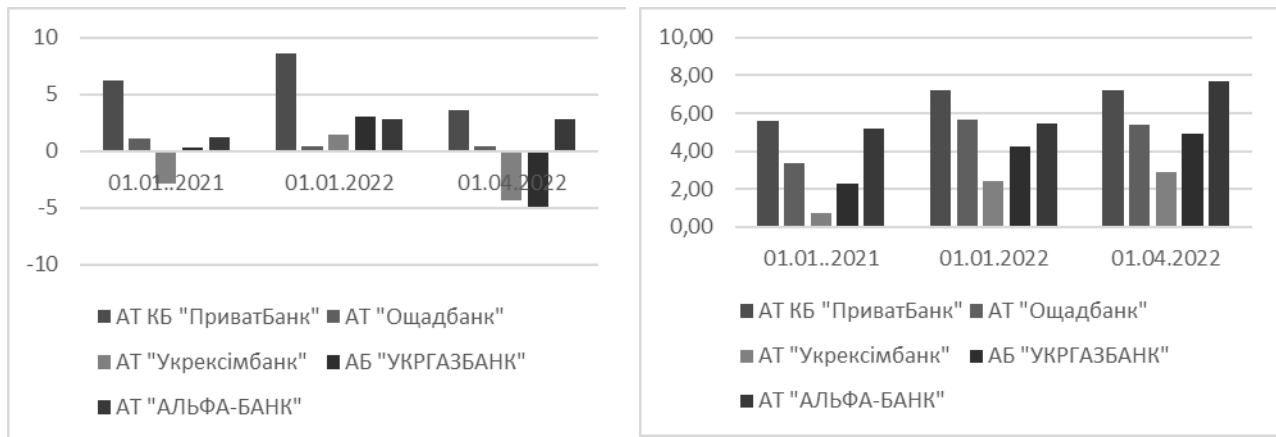 10
5
0
-5
-10
01.01..2021 01.01.2022 01.04.2022
АТ КБ "ПриватБанк" АТ "Ощадбанк"
АТ "Укрексімбанк" АБ "УКРГАЗБАНК"
АТ "АЛЬФА-БАНК"
10,00
8,00
6,00
4,00
2,00
0,00
01.01..2021 01.01.2022 01.04.2022
АТ КБ "ПриватБанк" АТ "Ощадбанк"
АТ "Укрексімбанк" АБ "УКРГАЗБАНК"
АТ "АЛЬФА-БАНК"